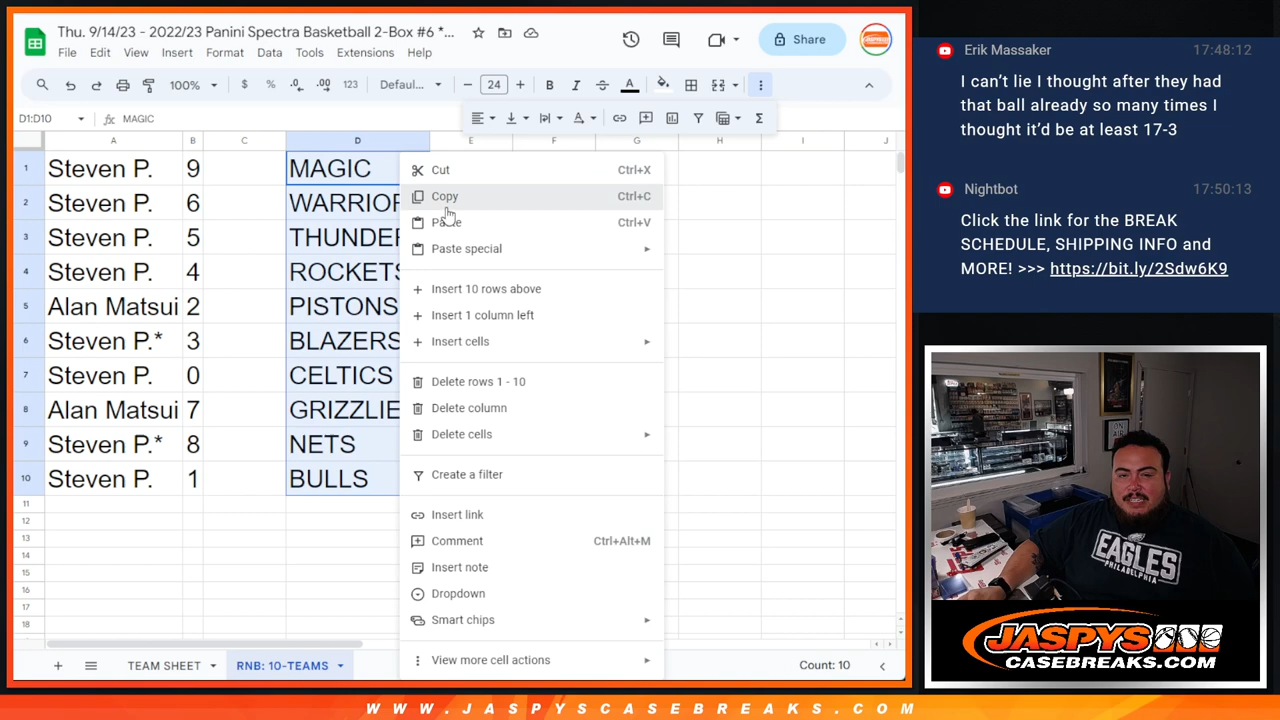 Thu. 9/14/23 - 2022/23 Panini Spectra Basketball 2-Box #6 *...
File Edit View Insert Format Data Tools Extensions Help
Share
100% $ % .0 .00 123 Defaul... 24 B I S A
D1:D10 fx MAGIC
A B C D E F G H I J
1 Steven P. 9 MAGIC
2 Steven P. 6 WARRIOR
3 Steven P. 5 THUNDER
4 Steven P. 4 ROCKETS
5 Alan Matsui 2 PISTONS
6 Steven P.* 3 BLAZERS
7 Steven P. 0 CELTICS
8 Alan Matsui 7 GRIZZLIE
9 Steven P.* 8 NETS
10 Steven P. 1 BULLS
11
12
13
14
15
16
17
18
Cut Ctrl+X
Copy Ctrl+C
Paste Ctrl+V
Paste special
Insert 10 rows above
Insert 1 column left
Insert cells
Delete rows 1 - 10
Delete column
Delete cells
Create a filter
Insert link
Comment Ctrl+Alt+M
Insert note
Dropdown
Smart chips
View more cell actions
TEAM SHEET RNB: 10-TEAMS Count: 10
Erik Massaker 17:48:12
I can't lie I thought after they had
that ball already so many times I
thought it'd be at least 17-3
Nightbot 17:50:13
Click the link for the BREAK
SCHEDULE, SHIPPING INFO and
MORE! >>> https://bit.ly/2Sdw6K9
ON AIR
EAGLES
PHILADELPHIA
JASPYS
CASEBREAKS.COM
WWW.JASPYSCASEBREAKS.COM